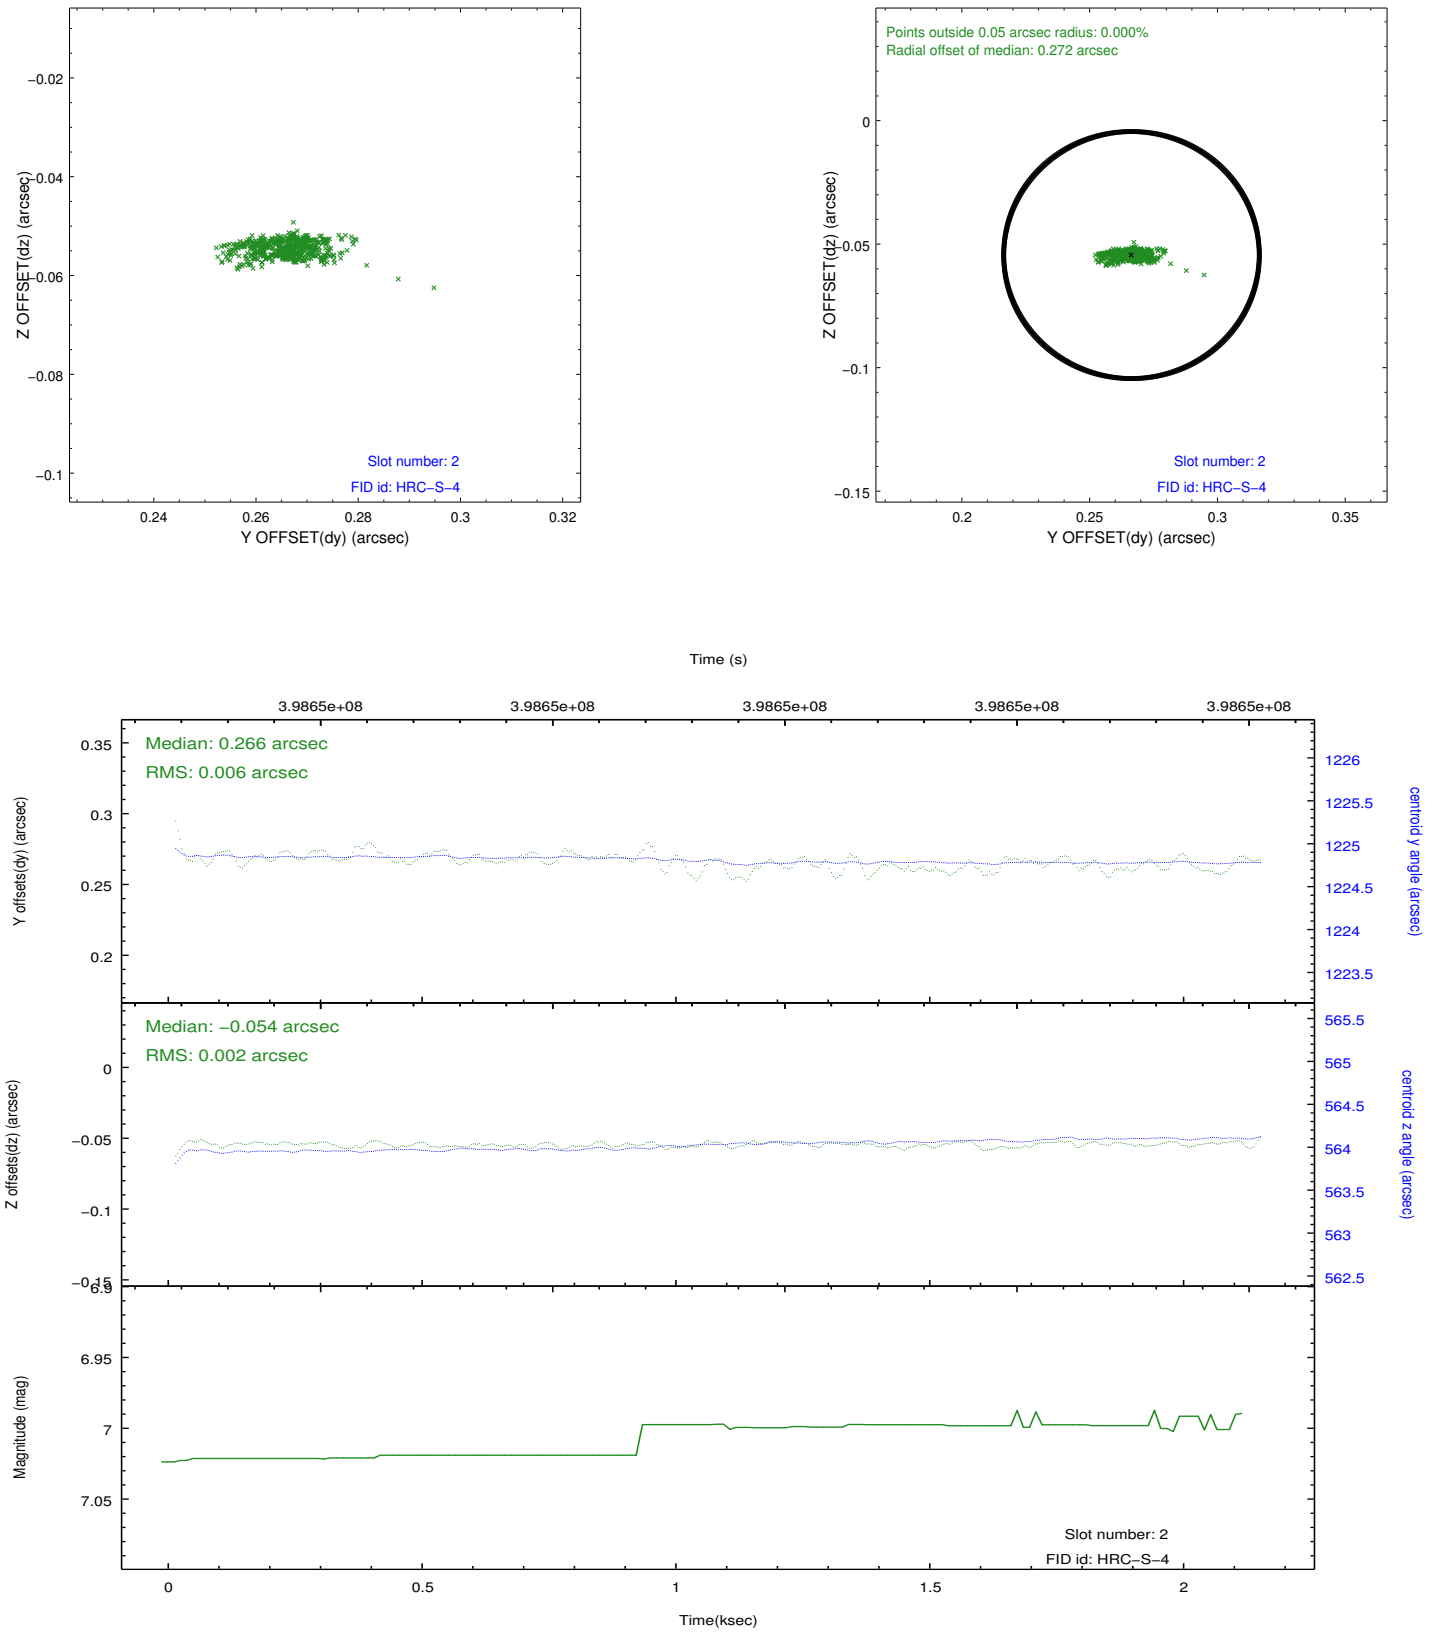 −0.02
−0.04
−0.06
−0.08
−0.1
Z OFFSET(dz) (arcsec)
Slot number: 2
FID id: HRC−S−4
0.24
0.26
0.28
0.3
0.32
Y OFFSET(dy) (arcsec)
Points outside 0.05 arcsec radius: 0.000%
Radial offset of median: 0.272 arcsec
0
−0.05
−0.1
−0.15
Z OFFSET(dz) (arcsec)
Slot number: 2
FID id: HRC−S−4
0.2
0.25
0.3
0.35
Y OFFSET(dy) (arcsec)
Time (s)
3.9865e+08
3.9865e+08
3.9865e+08
3.9865e+08
3.9865e+08
Median: 0.266 arcsec
RMS: 0.006 arcsec
0.35
0.3
0.25
0.2
Y offsets(dy) (arcsec)
1226
1225.5
1225
1224.5
1224
1223.5
centroid y angle (arcsec)
Median: −0.054 arcsec
RMS: 0.002 arcsec
0
−0.05
−0.1
−0.15
Z offsets(dz) (arcsec)
565.5
565
564.5
564
563.5
563
562.5
centroid z angle (arcsec)
6.9
6.95
7
7.05
Magnitude (mag)
Slot number: 2
FID id: HRC−S−4
0
0.5
1
1.5
2
Time(ksec)